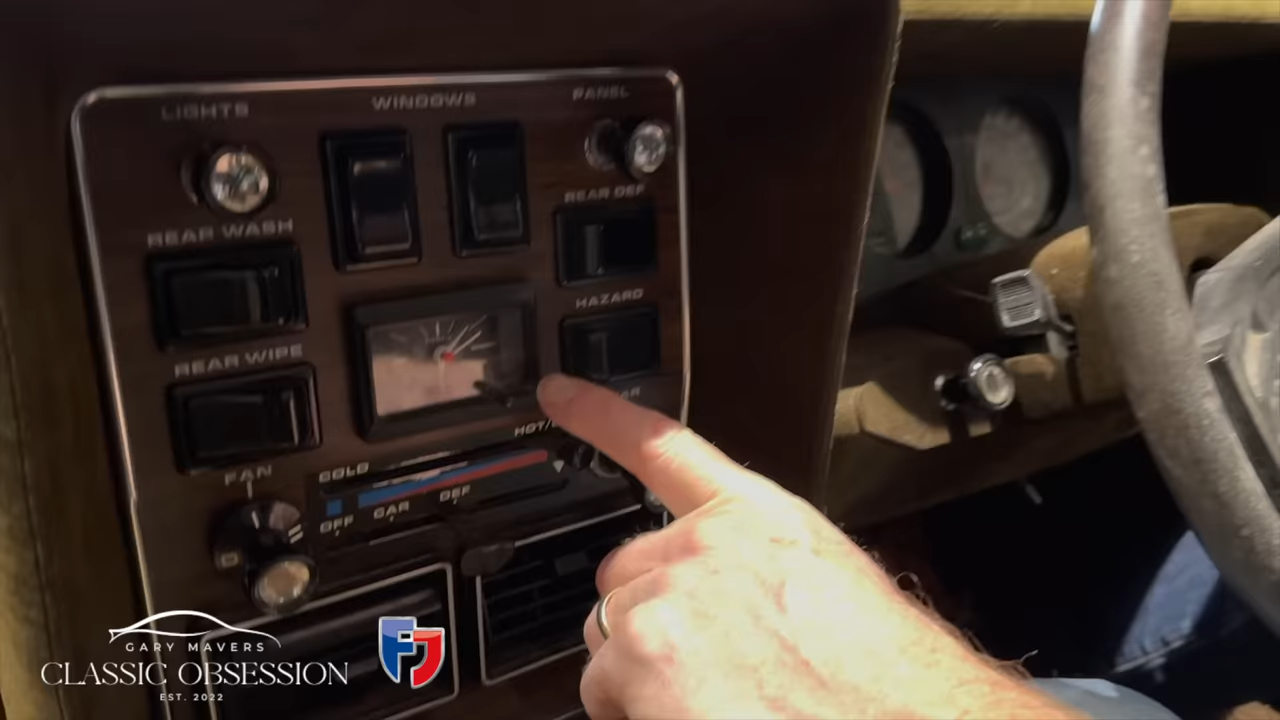 LIGHTS
WINDOWS
PANEL
REAR DEF
REAR WASH
HAZARD
REAR WIPE
HOT/
FAN
COLD
DEF
CAR
OFF
GARY MAVERS
CLASSIC OBSESSION
EST. 2022